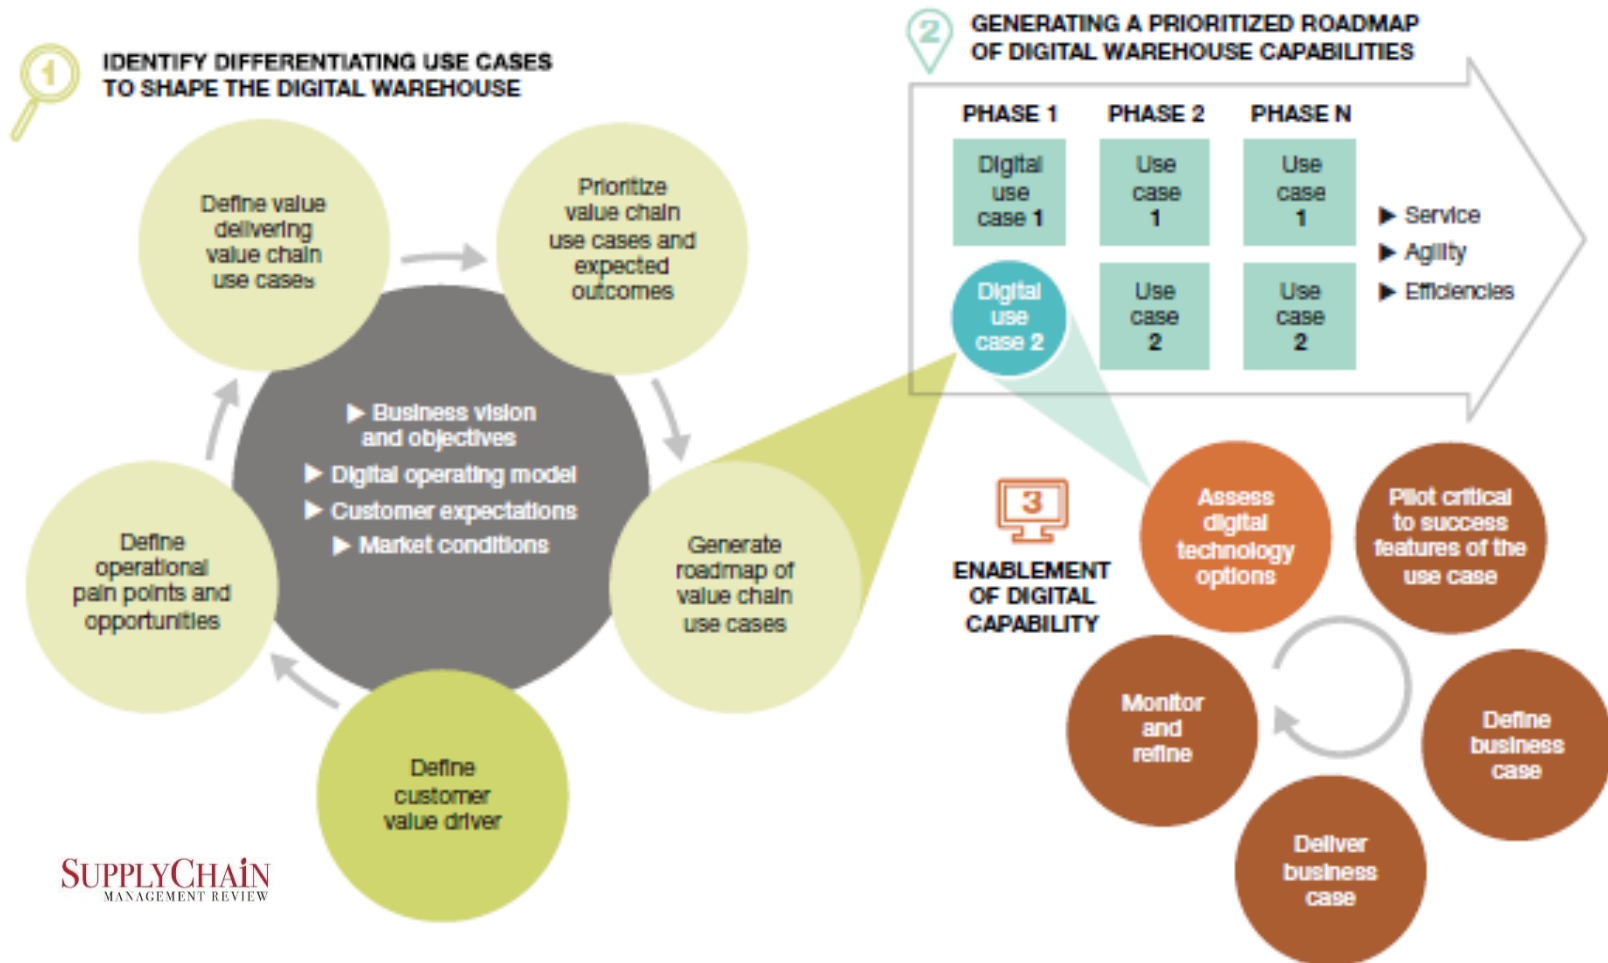 1
IDENTIFY DIFFERENTIATING USE CASES
TO SHAPE THE DIGITAL WAREHOUSE
Define value
delivering
value chain
use cases
Prioritize
value chain
use cases and
expected
outcomes
▶ Business vision
and objectives
▶ Digital operating model
▶ Customer expectations
▶ Market conditions
Define
operational
pain points and
opportunities
Generate
roadmap of
value chain
use cases
Define
customer
value driver
SUPPLYCHAIN
MANAGEMENT REVIEW
2
GENERATING A PRIORITIZED ROADMAP
OF DIGITAL WAREHOUSE CAPABILITIES
PHASE 1
PHASE 2
PHASE N
Digital
use
case 1
Use
case
1
Use
case
1
Digital
use
case 2
Use
case
2
Use
case
2
▶ Service
▶ Agility
▶ Efficiencies
3
ENABLEMENT
OF DIGITAL
CAPABILITY
Assess
digital
technology
options
Pilot critical
to success
features of the
use case
Monitor
and
refine
Define
business
case
Deliver
business
case